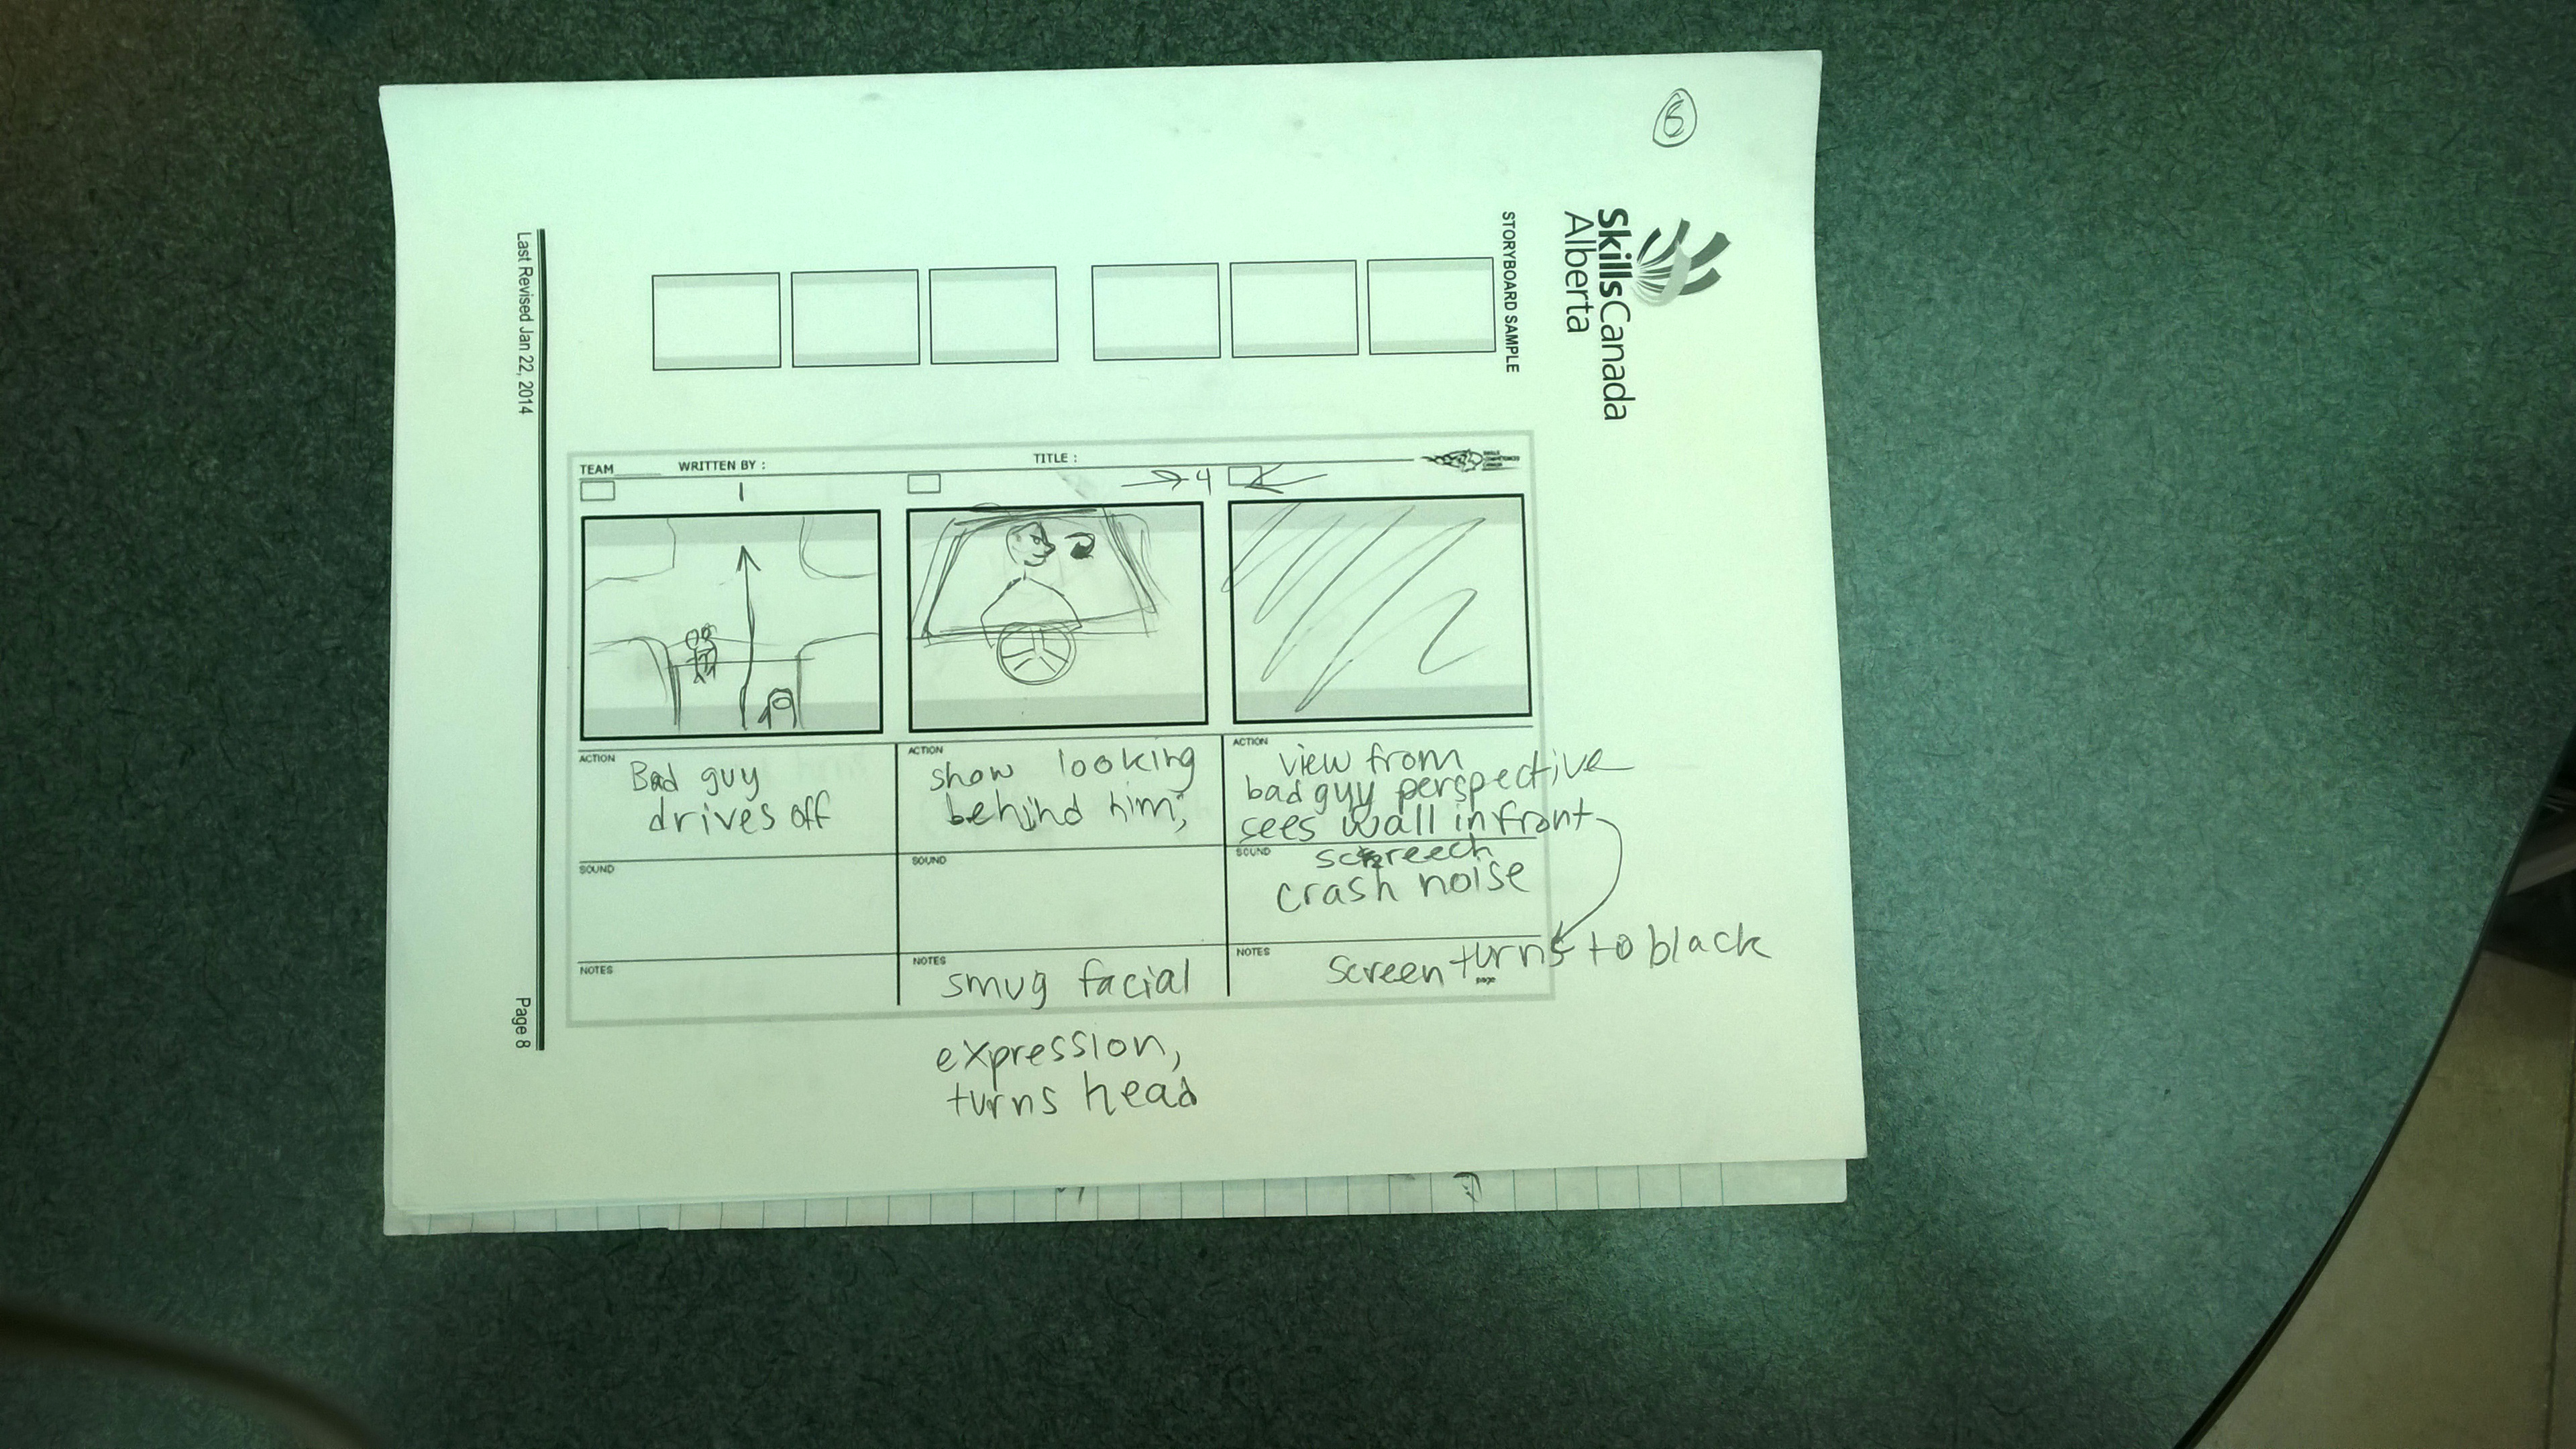 6
SkillsCanada
Alberta
STORYBOARD SAMPLE
TEAM
WRITTEN BY :
TITLE :
1
4
ACTION
Bad guy
drives off
SOUND
NOTES
ACTION
show looking
behind him,
SOUND
NOTES
smug facial
expression,
turns head
ACTION
view from
bad guy perspective
sees wall infront
SOUND
screech
crash noise
NOTES
screen turns to black
page
Last Revised Jan 22, 2014
Page 8